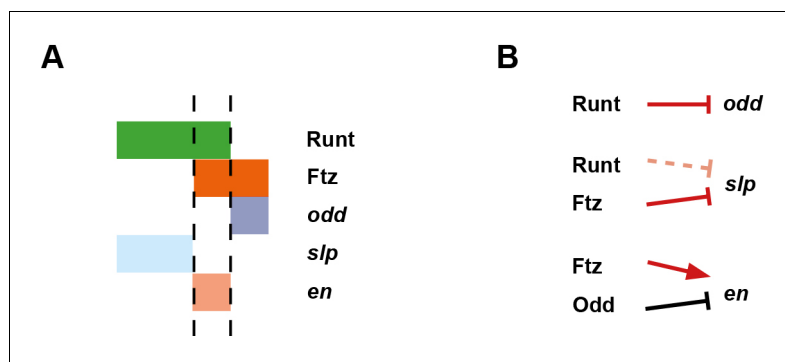 A
Runt
Ftz
odd
slp
en
B
Runt odd
Runt
slp
Ftz
Ftz
en
Odd